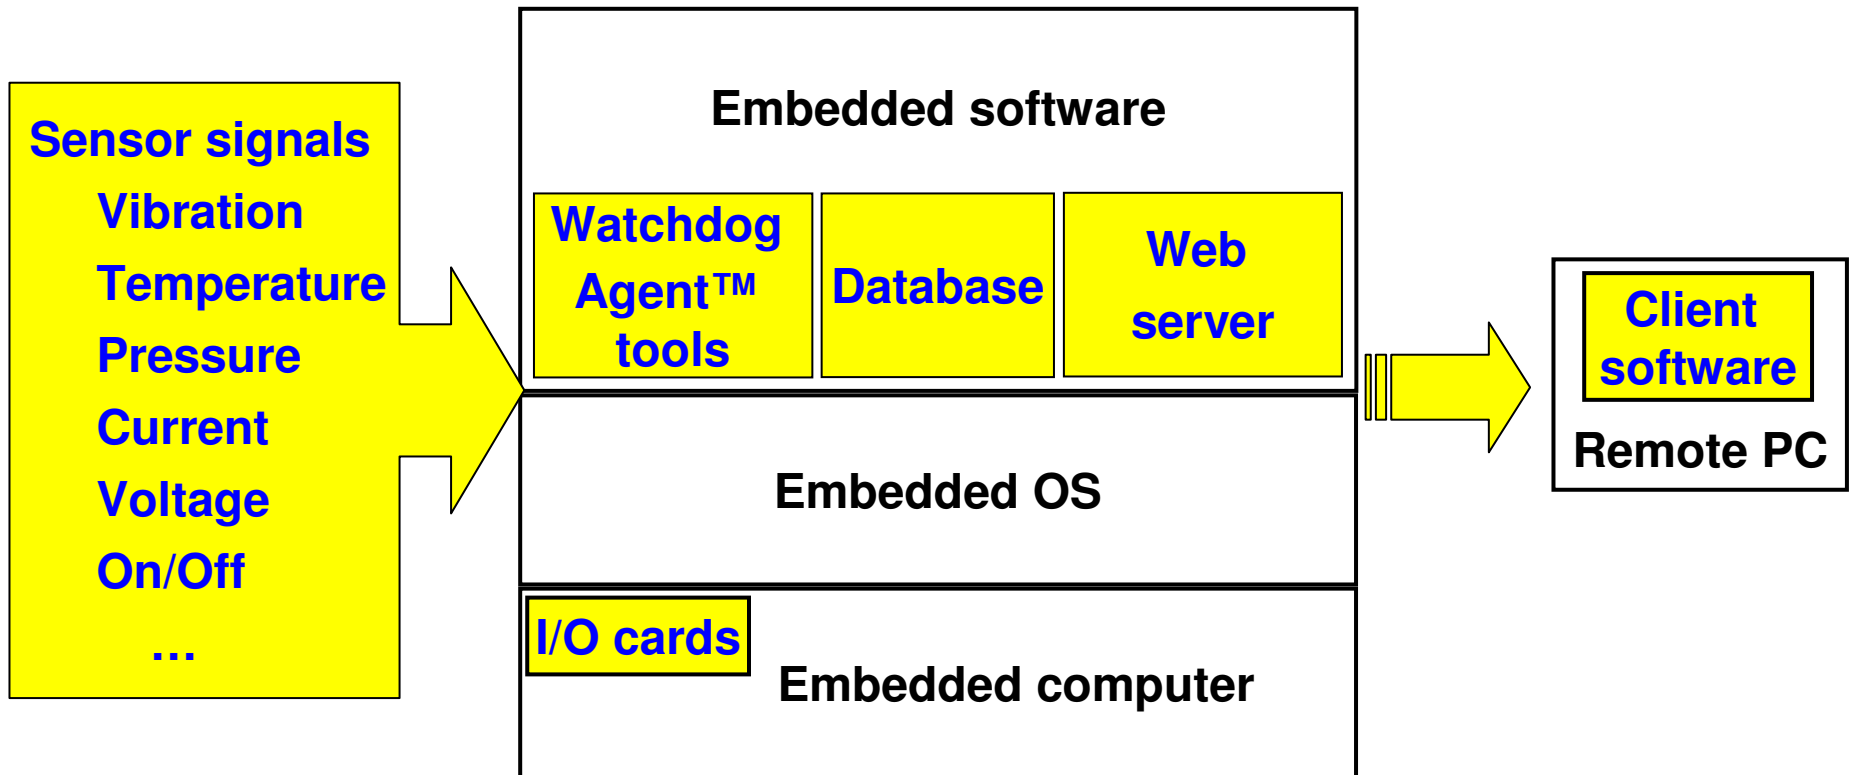 Sensor signals
Vibration
Temperature
Pressure
Current
Voltage
On/Off
…
Embedded software
Watchdog
Agent™
tools
Database
Web
server
Embedded OS
I/O cards
Embedded computer
Client
software
Remote PC